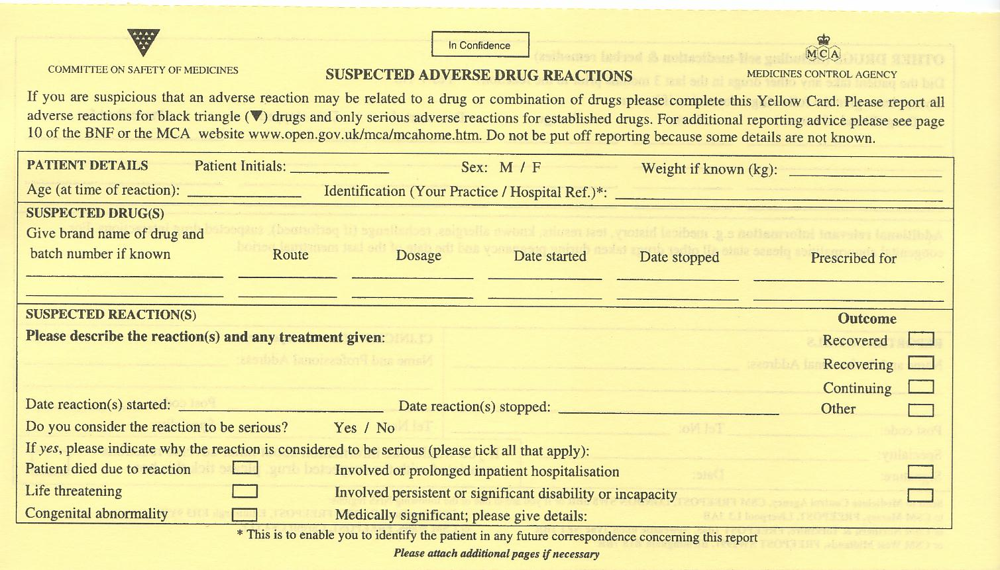 In Confidence
COMMITTEE ON SAFETY OF MEDICINES
SUSPECTED ADVERSE DRUG REACTIONS
MCA
MEDICINES CONTROL AGENCY
If you are suspicious that an adverse reaction may be related to a drug or combination of drugs please complete this Yellow Card. Please report all
adverse reactions for black triangle (▼) drugs and only serious adverse reactions for established drugs. For additional reporting advice please see page
10 of the BNF or the MCA website www.open.gov.uk/mca/mcahome.htm. Do not be put off reporting because some details are not known.
PATIENT DETAILS Patient Initials: Sex: M / F Weight if known (kg):
Age (at time of reaction): Identification (Your Practice / Hospital Ref.)*:
SUSPECTED DRUG(S)
Give brand name of drug and
batch number if known Route Dosage Date started Date stopped Prescribed for
SUSPECTED REACTION(S) Outcome
Please describe the reaction(s) and any treatment given: Recovered
Recovering
Continuing
Date reaction(s) started: Date reaction(s) stopped: Other
Do you consider the reaction to be serious? Yes / No
If yes, please indicate why the reaction is considered to be serious (please tick all that apply):
Patient died due to reaction Involved or prolonged inpatient hospitalisation
Life threatening Involved persistent or significant disability or incapacity
Congenital abnormality Medically significant; please give details:
* This is to enable you to identify the patient in any future correspondence concerning this report
Please attach additional pages if necessary